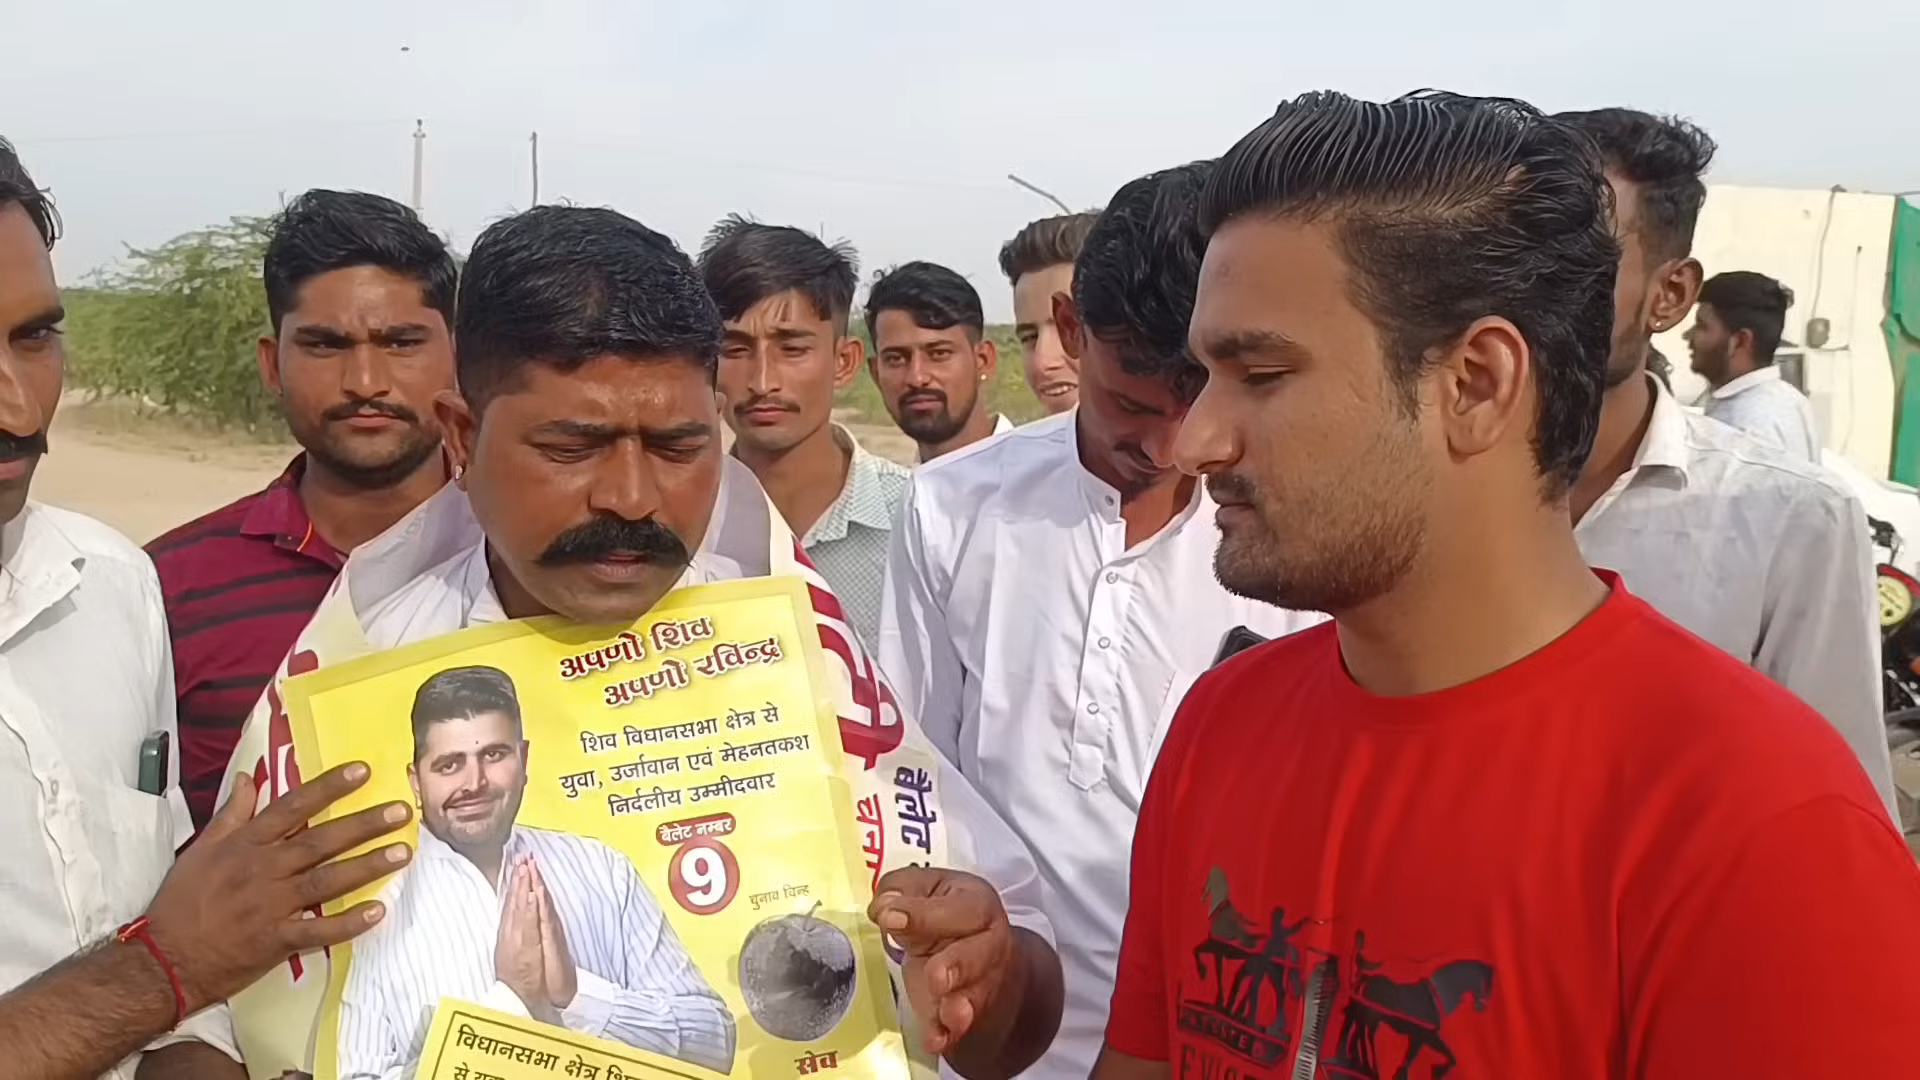 अपणो शिव
अपणो रविन्द्र
शिव विधानसभा क्षेत्र से
युवा, उर्जावान एवं मेहनतकश
निर्दलीय उम्मीदवार
बैलेट नम्बर
9
चुनाव चिन्ह
सेव
विधानसभा क्षेत्र शि
से युवा
बैलेट